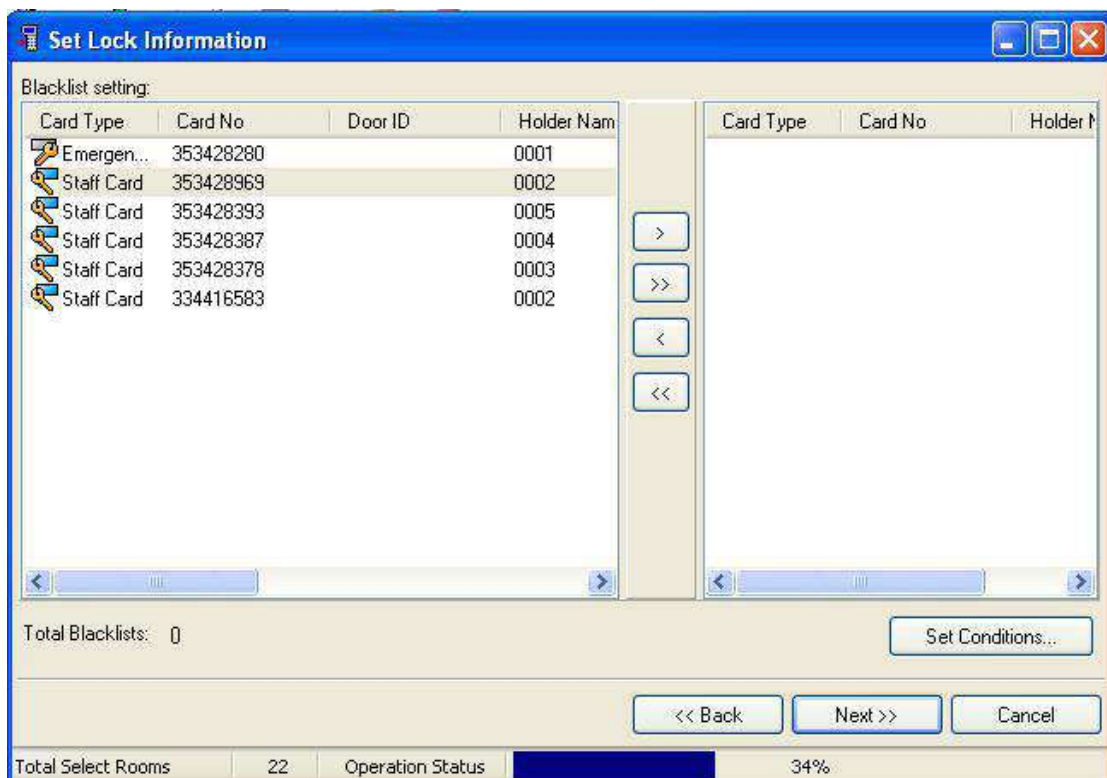 Set Lock Information
Blacklist setting:
Card Type Card No Door ID Holder Nam
Emergen... 353428280 0001
Staff Card 353428969 0002
Staff Card 353428393 0005
Staff Card 353428387 0004
Staff Card 353428378 0003
Staff Card 334416583 0002
>
>>
<
<<
Card Type Card No Holder N
Total Blacklists: 0
Set Conditions...
<< Back Next >> Cancel
Total Select Rooms 22 Operation Status 34%